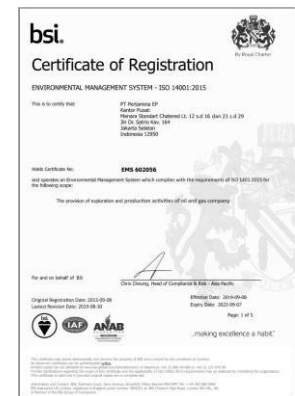 bsi.
By Royal Charter
Certificate of Registration
ENVIRONMENTAL MANAGEMENT SYSTEM - ISO 14001:2015
This is to certify that:
PT Pertamina EP
Kantor Pusat:
Menara Standart Chatered Lt. 12 s.d 16 dan 21 s.d 29
Jln Dr. Satrio Kav. 164
Jakarta Selatan
Indonesia 12950
Holds Certificate No:
EMS 602056
and operates an Environmental Management System which complies with the requirements of ISO 14001:2015 for
the following scope:
The provision of exploration and production activities of oil and gas company
For and on behalf of BSI:
Chris Cheung, Head of Compliance & Risk - Asia Pacific
Original Registration Date: 2013-09-08
Effective Date: 2019-09-08
Latest Revision Date: 2019-08-30
Expiry Date: 2022-09-07
Page: 1 of 5
bsi.
IAF
ANAB
...making excellence a habit.